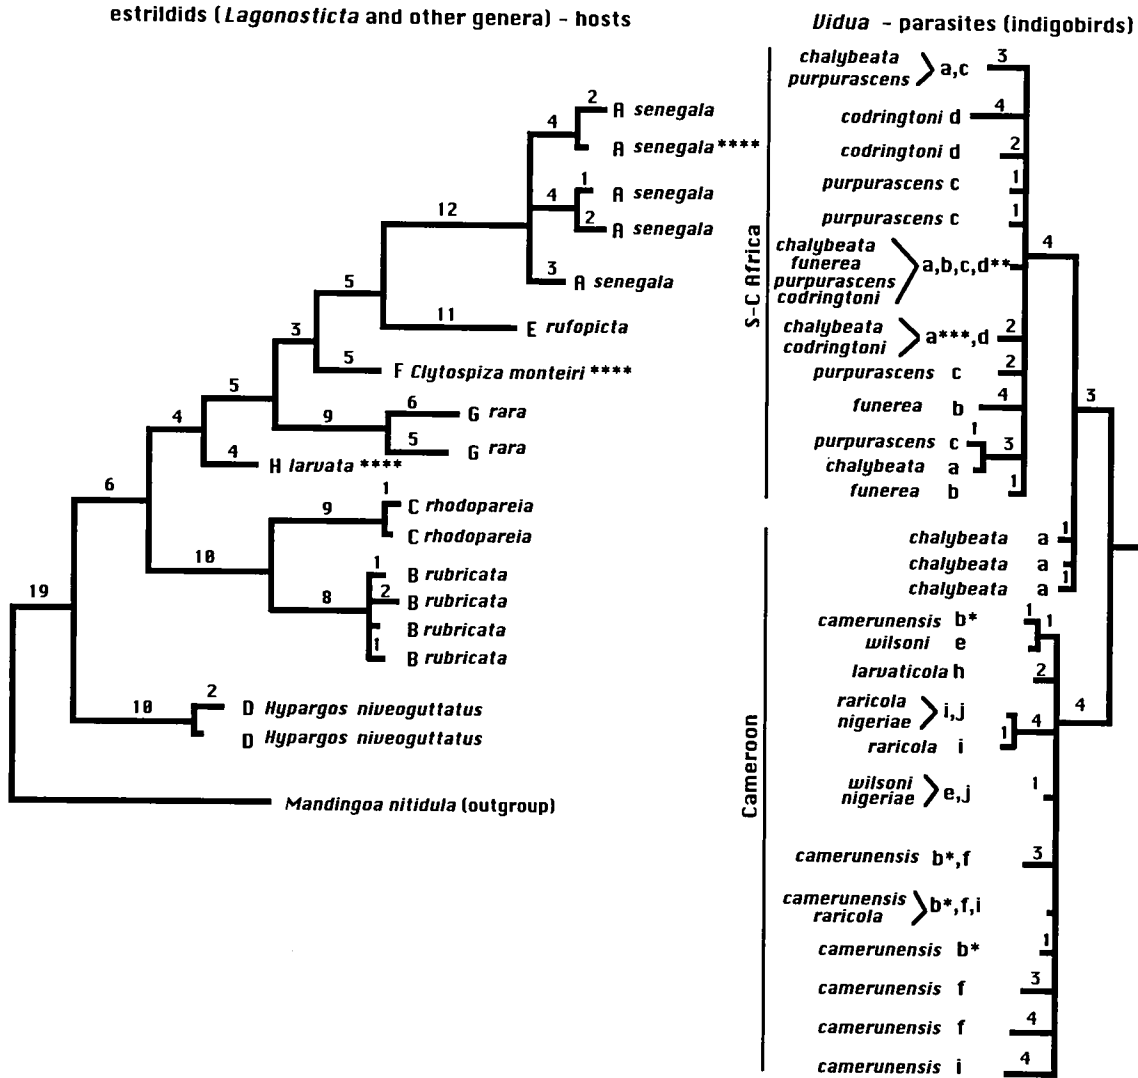 estrildids (Lagonosticta and other genera) - hosts
2
A senegala
4
A senegala ****
1
A senegala
4
2
A senegala
12
3
A senegala
5
11
E rufopicta
3
5
F Clytospiza monteiri ****
5
6
G rara
9
5
G rara
4
4
H larvata ****
6
1
C rhodopareia
9
C rhodopareia
10
1
B rubricata
2
B rubricata
8
B rubricata
1
B rubricata
19
2
D Hypargos niveoguttatus
10
D Hypargos niveoguttatus
Mandingoa nitidula (outgroup)
Vidua - parasites (indigobirds)
S-C Africa
chalybeata
purpurascens
a,c
3
codringtoni d
4
codringtoni d
2
purpurascens c
1
purpurascens c
1
4
chalybeata
funerea
purpurascens
codringtoni
a,b,c,d**
chalybeata
codringtoni
a***,d
2
purpurascens c
2
funerea b
4
3
purpurascens c
1
chalybeata a
3
funerea b
1
Cameroon
chalybeata a
1
chalybeata a
chalybeata a
1
camerunensis b*
1
1
wilsoni e
larvaticola h
2
raricola
nigeriae
i,j
4
4
raricola i
1
wilsoni
nigeriae
e,j
1
camerunensis b*,f
3
camerunensis
raricola
b*,f,i
camerunensis b*
1
camerunensis f
3
camerunensis f
4
camerunensis i
4